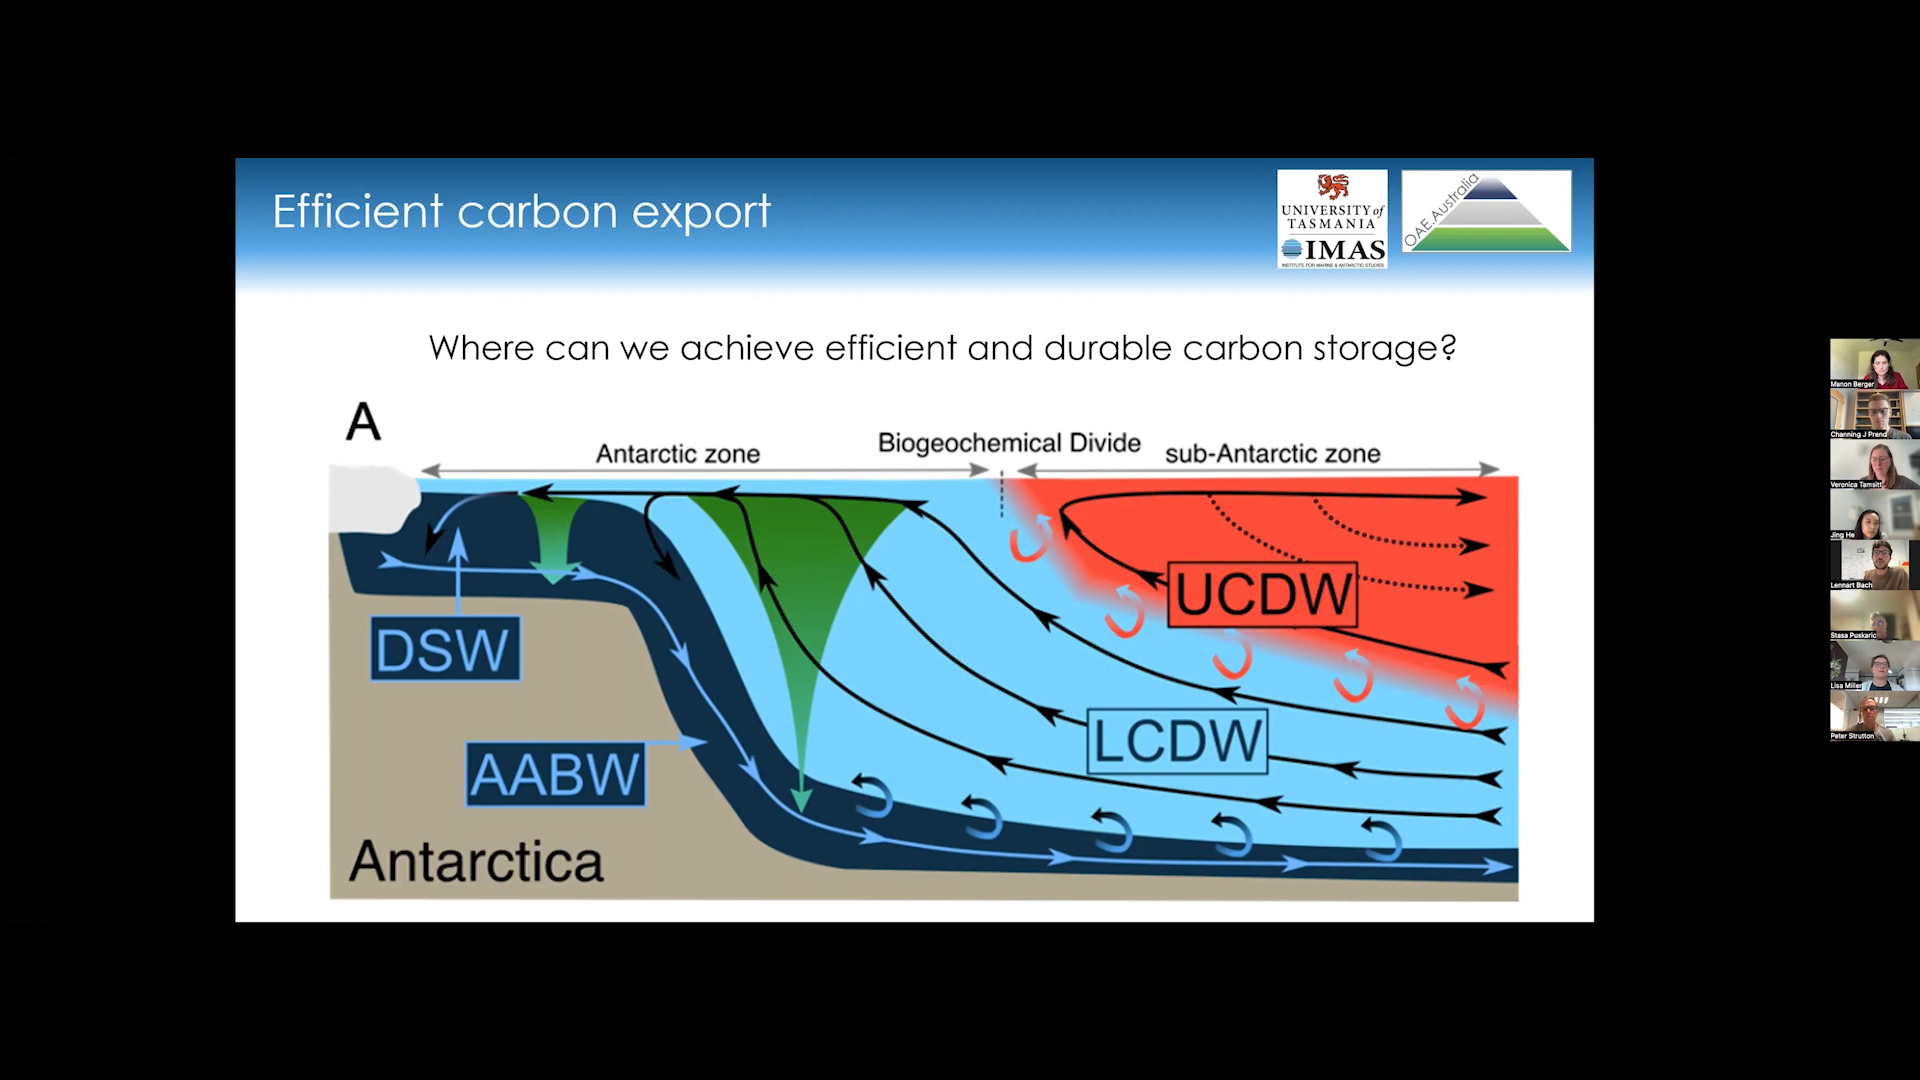 Efficient carbon export
UNIVERSITY of
TASMANIA
IMAS
INSTITUTE FOR MARINE & ANTARCTIC STUDIES
OAE.Australia
Where can we achieve efficient and durable carbon storage?
A
Antarctic zone
Biogeochemical Divide
sub-Antarctic zone
UCDW
DSW
LCDW
AABW
Antarctica
Manon Berger
Channing J Prend
Veronica Tamsitt
Jing He
Lennart Bach
Stasa Puskaric
Lisa Miller
Peter Strutton